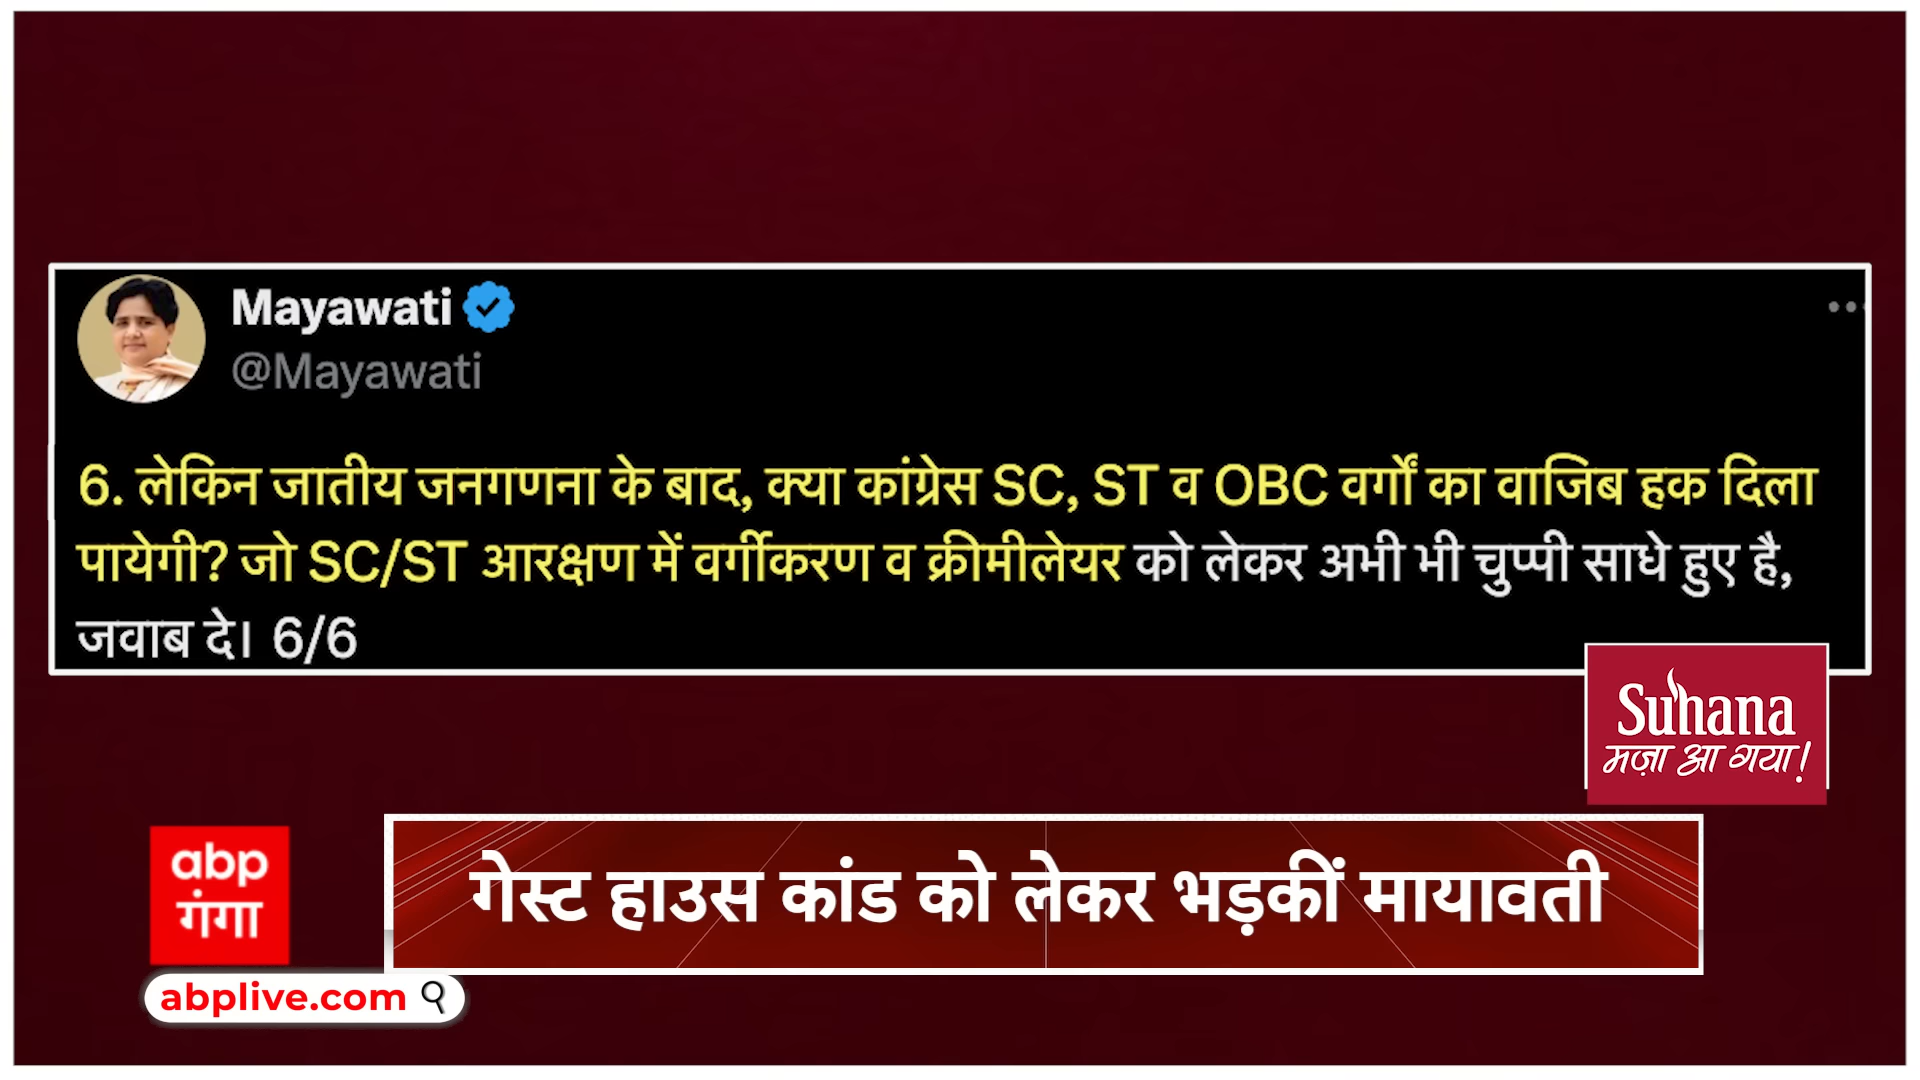 Mayawati
@Mayawati
6. लेकिन जातीय जनगणना के बाद, क्या कांग्रेस SC, ST व OBC वर्गों का वाजिब हक दिला
पायेगी? जो SC/ST आरक्षण में वर्गीकरण व क्रीमीलेयर को लेकर अभी भी चुप्पी साधे हुए है,
जवाब दे। 6/6
Suhana
मज़ा आ गया!
abp
गंगा
गेस्ट हाउस कांड को लेकर भड़कीं मायावती
abplive.com